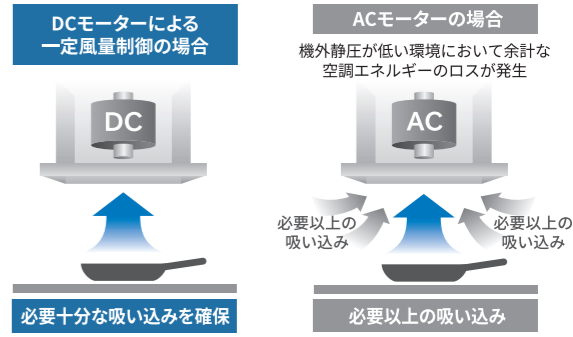 DCモーターによる
一定風量制御の場合
DC
必要十分な吸い込みを確保
ACモーターの場合
機外静圧が低い環境において余計な
空調エネルギーのロスが発生
AC
必要以上の
吸い込み
必要以上の
吸い込み
必要以上の吸い込み